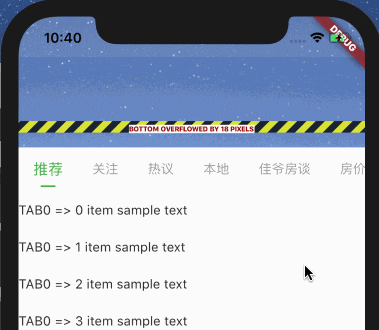 10:40
DEBUG
BOTTOM OVERFLOWED BY 18 PIXELS
推荐 关注 热议 本地 佳爷房谈 房价
TAB0 => 0 item sample text
TAB0 => 1 item sample text
TAB0 => 2 item sample text
TAB0 => 3 item sample text